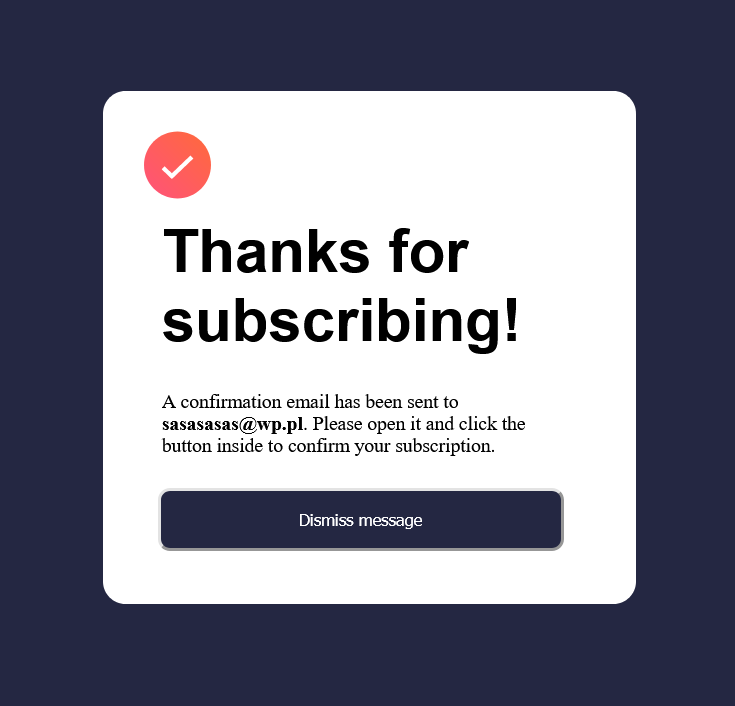 Thanks for
subscribing!
A confirmation email has been sent to
sasasasas@wp.pl. Please open it and click the
button inside to confirm your subscription.
Dismiss message